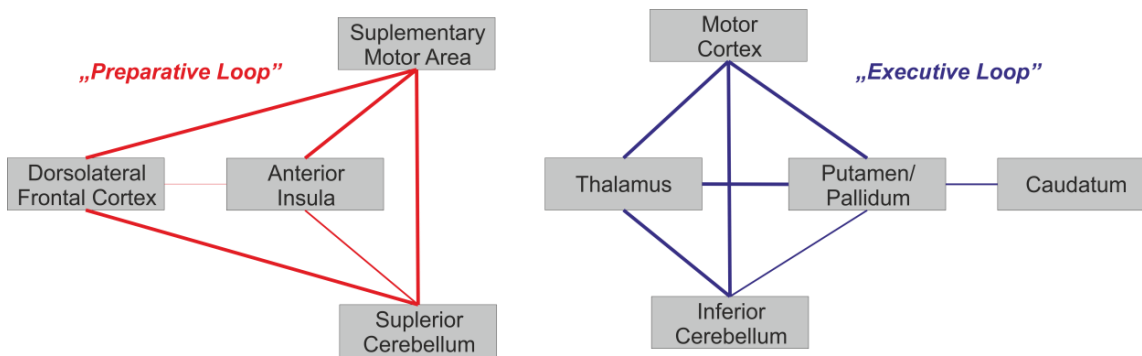 Suplementary
Motor Area
„Preparative Loop”
Dorsolateral
Frontal Cortex
Anterior
Insula
Suplerior
Cerebellum
Motor
Cortex
„Executive Loop”
Thalamus
Putamen/
Pallidum
Caudatum
Inferior
Cerebellum